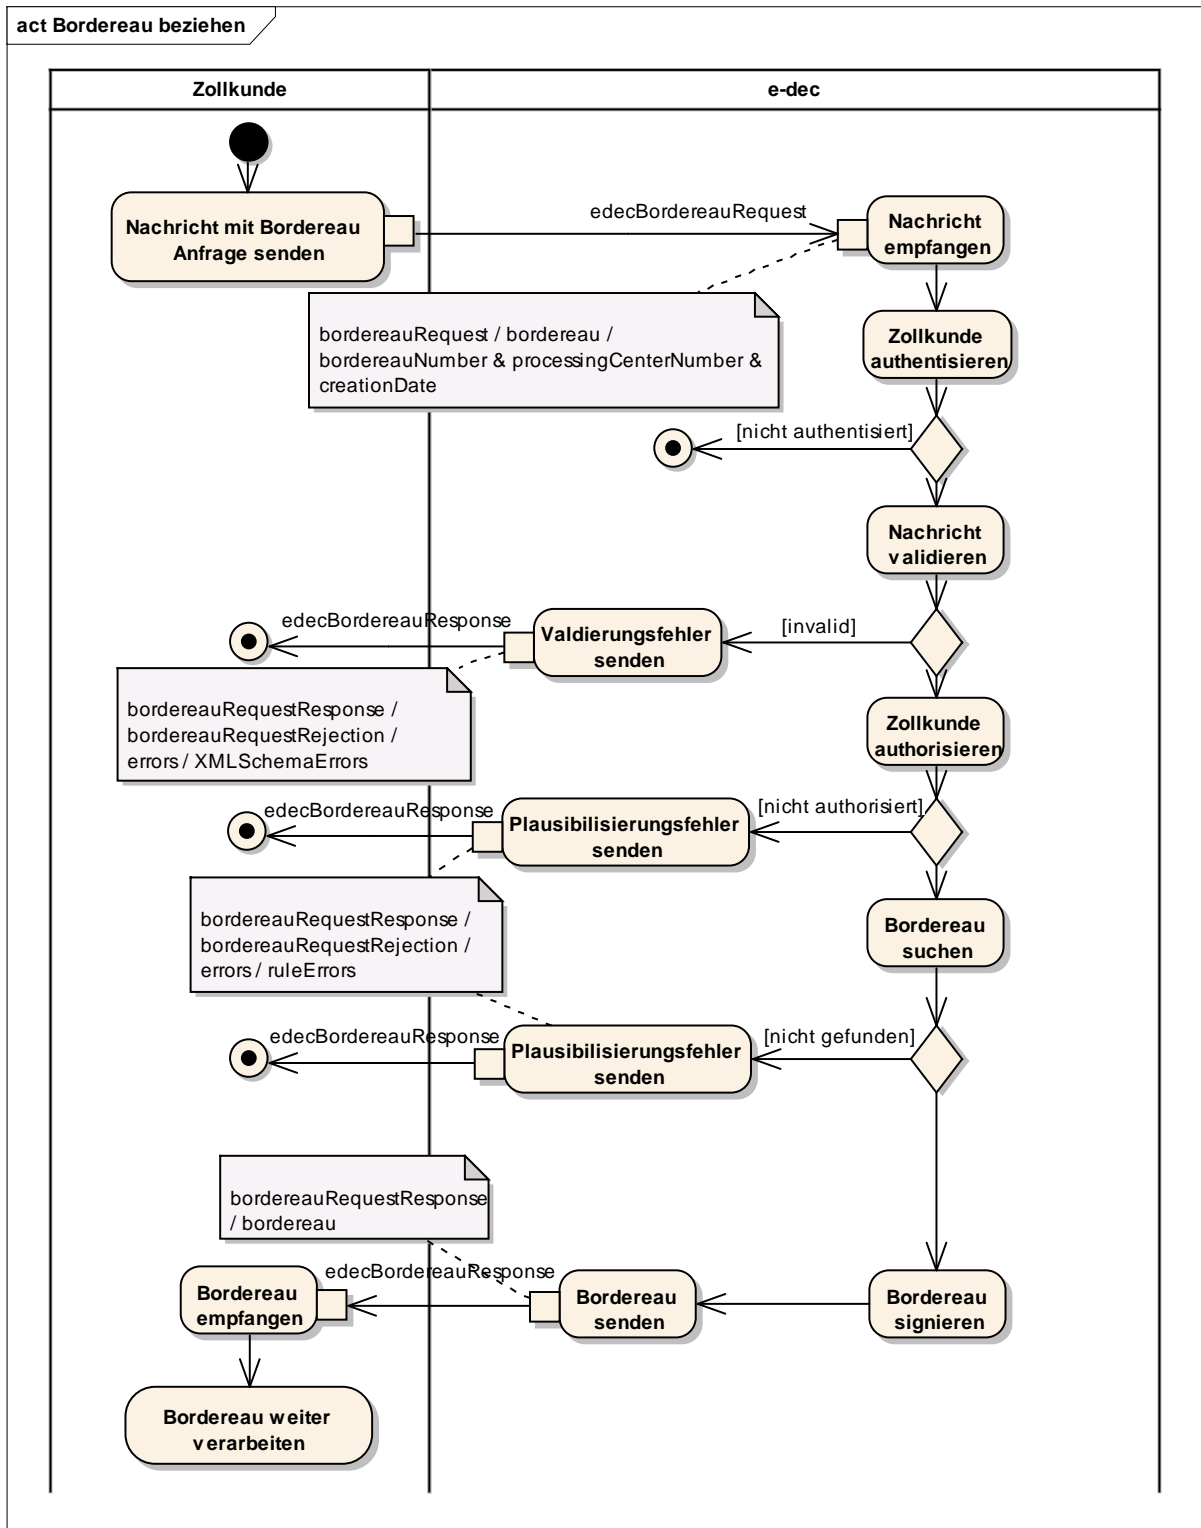 act Bordereau beziehen
Zollkunde
e-dec
Nachricht mit Bordereau
Anfrage senden
edecBordereauRequest
Nachricht
empfangen
bordereauRequest / bordereau /
bordereauNumber & processingCenterNumber &
creationDate
Zollkunde
authentisieren
[nicht authentisiert]
Nachricht
validieren
edecBordereauResponse
Valdierungsfehler
senden
[invalid]
bordereauRequestResponse /
bordereauRequestRejection /
errors / XMLSchemaErrors
Zollkunde
authorisieren
edecBordereauResponse
Plausibilisierungsfehler
senden
[nicht authorisiert]
bordereauRequestResponse /
bordereauRequestRejection /
errors / ruleErrors
Bordereau
suchen
edecBordereauResponse
Plausibilisierungsfehler
senden
[nicht gefunden]
bordereauRequestResponse
/ bordereau
Bordereau
empfangen
edecBordereauResponse
Bordereau
senden
Bordereau
signieren
Bordereau weiter
verarbeiten